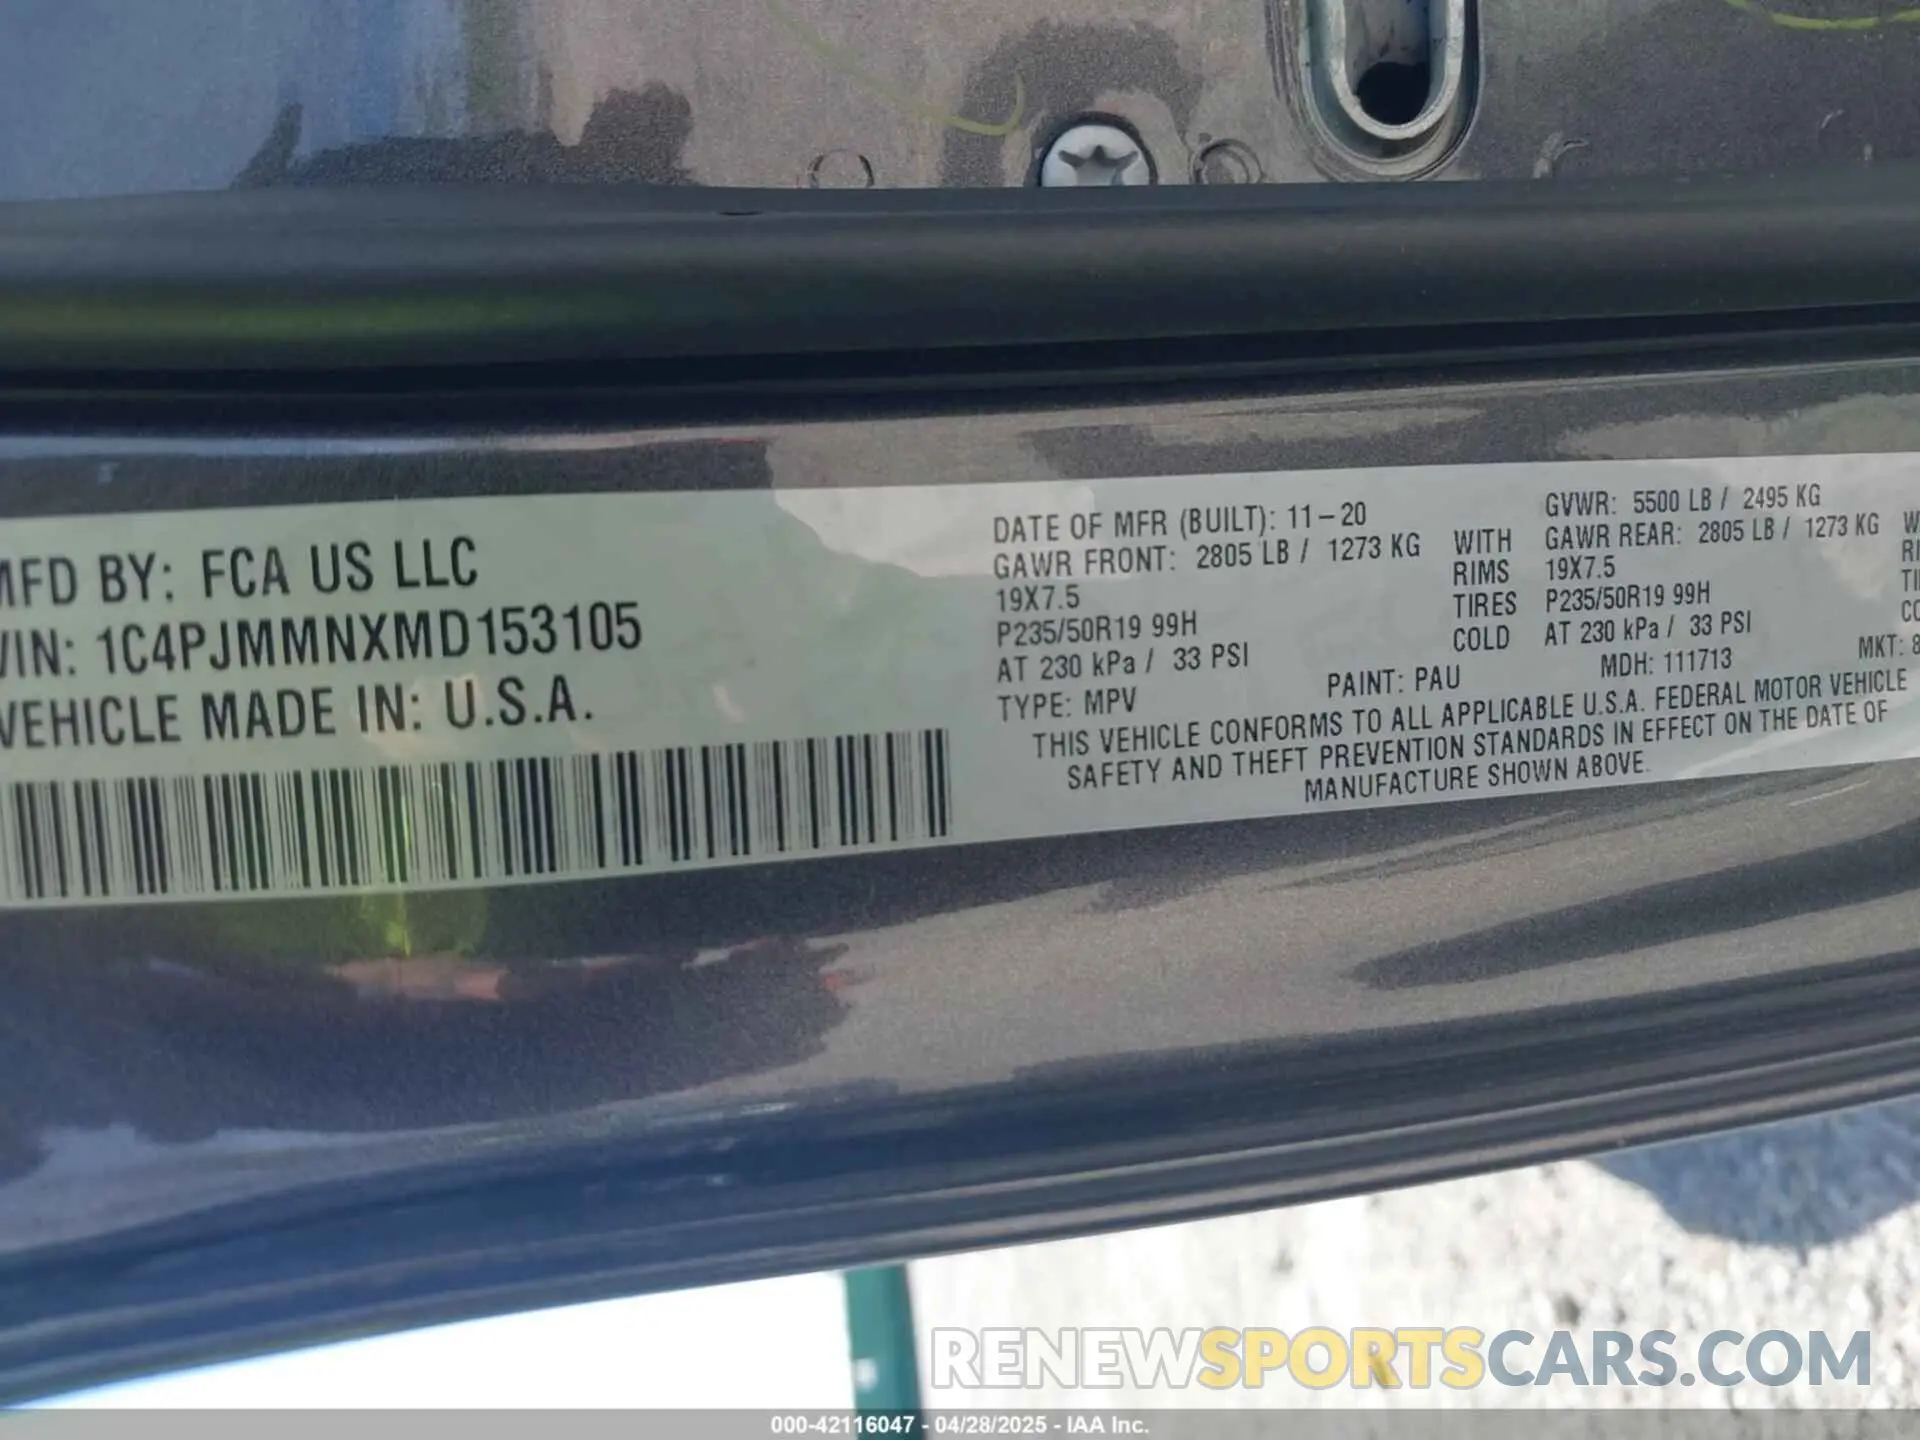 MFD BY: FCA US LLC
VIN: 1C4PJMMNXMD153105
VEHICLE MADE IN: U.S.A.
DATE OF MFR (BUILT): 11-20
GVWR: 5500 LB / 2495 KG
GAWR FRONT: 2805 LB / 1273 KG WITH GAWR REAR: 2805 LB / 1273 KG
19X7.5 RIMS 19X7.5
P235/50R19 99H TIRES P235/50R19 99H
AT 230 kPa / 33 PSI COLD AT 230 kPa / 33 PSI
TYPE: MPV PAINT: PAU MDH: 111713 MKT: 8
THIS VEHICLE CONFORMS TO ALL APPLICABLE U.S.A. FEDERAL MOTOR VEHICLE
SAFETY AND THEFT PREVENTION STANDARDS IN EFFECT ON THE DATE OF
MANUFACTURE SHOWN ABOVE.
RENEWSPORTSCARS.COM
000-42116047 - 04/28/2025 - IAA Inc.